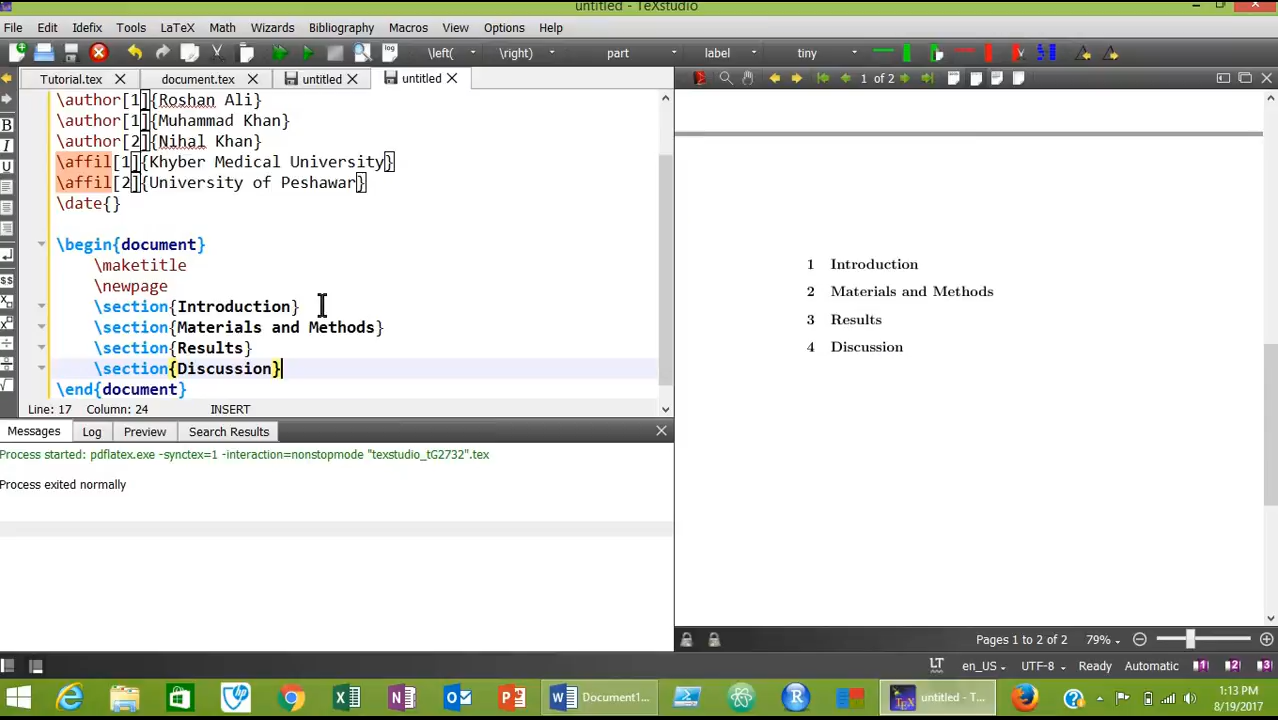 untitled - TeXstudio
File Edit Idefix Tools LaTeX Math Wizards Bibliography Macros View Options Help
log \left( \right) part label tiny
Tutorial.tex document.tex untitled untitled
1 of 2
\author[1]{Roshan Ali}
\author[1]{Muhammad Khan}
\author[2]{Nihal Khan}
\affil[1]{Khyber Medical University}
\affil[2]{University of Peshawar}
\date{}
\begin{document}
\maketitle
\newpage
\section{Introduction}
\section{Materials and Methods}
\section{Results}
\section{Discussion}
\end{document}
Line: 17 Column: 24 INSERT
Messages Log Preview Search Results
Process started: pdflatex.exe -synctex=1 -interaction=nonstopmode "texstudio_tG2732".tex
Process exited normally
1 Introduction
2 Materials and Methods
3 Results
4 Discussion
Pages 1 to 2 of 2 79%
LT en_US UTF-8 Ready Automatic 1 2 3
Document1... untitled - T...
1:13 PM
8/19/2017